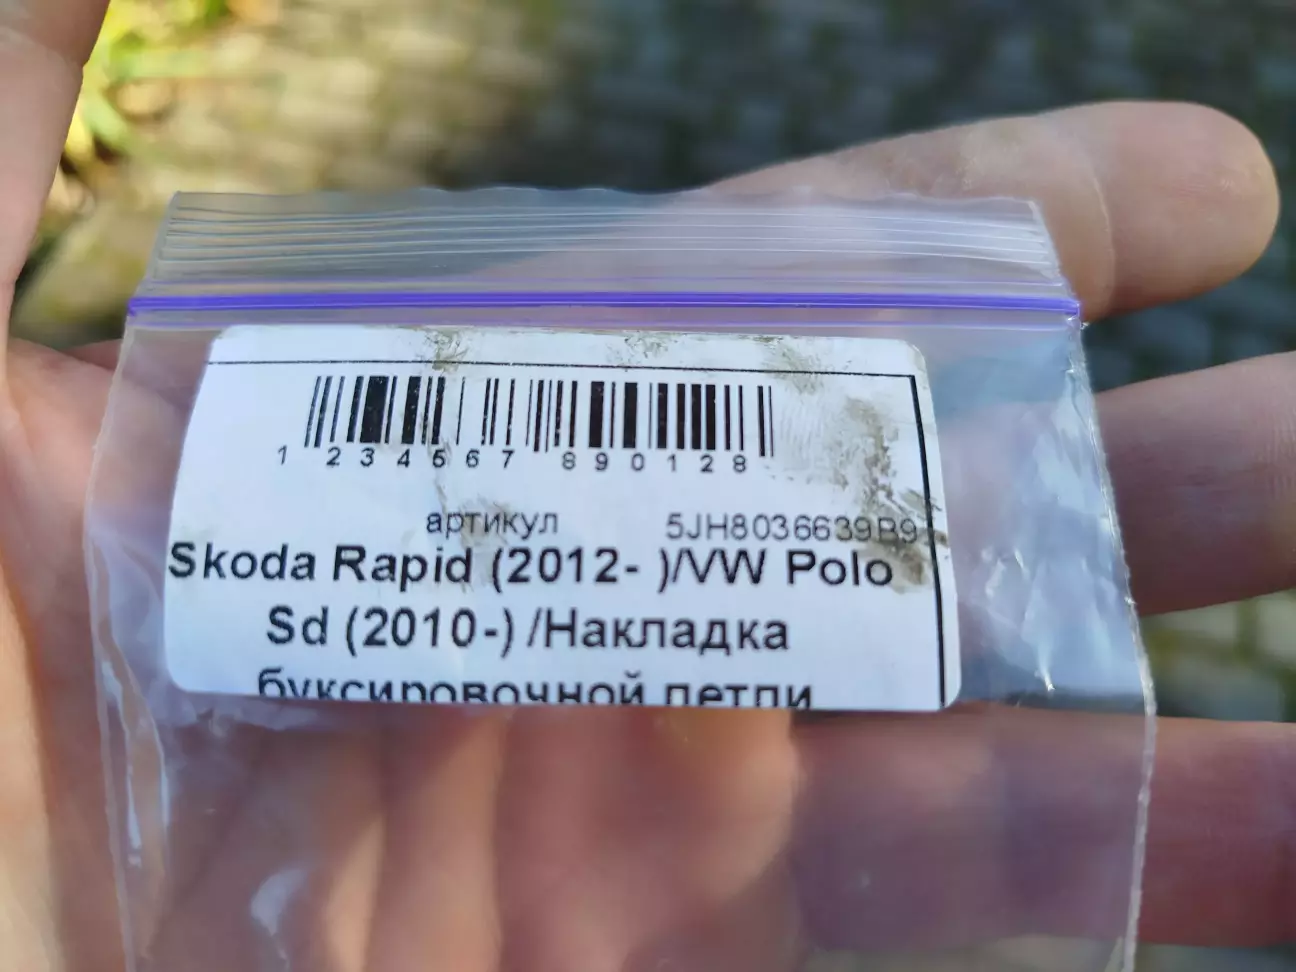 1 234567 890128
артикул 5JH8036639B9
Skoda Rapid (2012- )/VW Polo
Sd (2010-) /Накладка
буксировочной петли